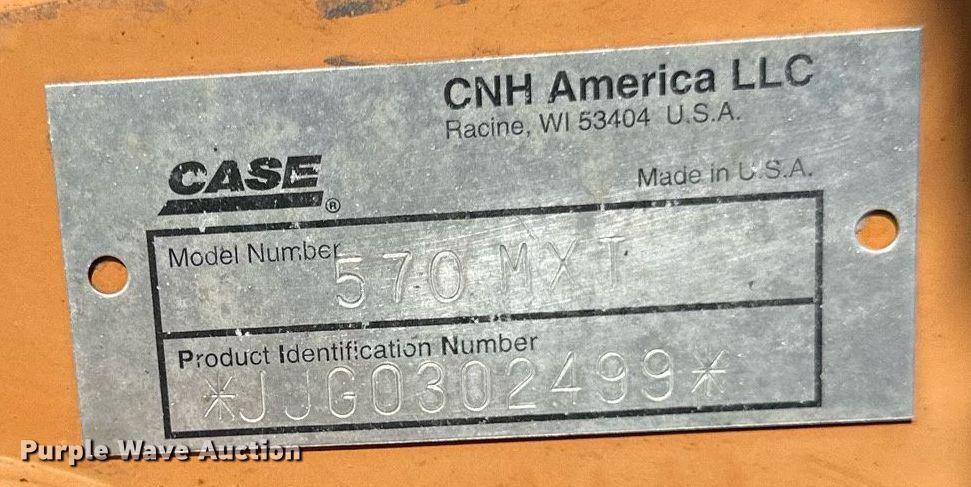 CNH America LLC
Racine, WI 53404 U.S.A.
CASE®
Made in U.S.A.
Model Number
570 MXT
Product Identification Number
*JJG0302499*
Purple Wave Auction